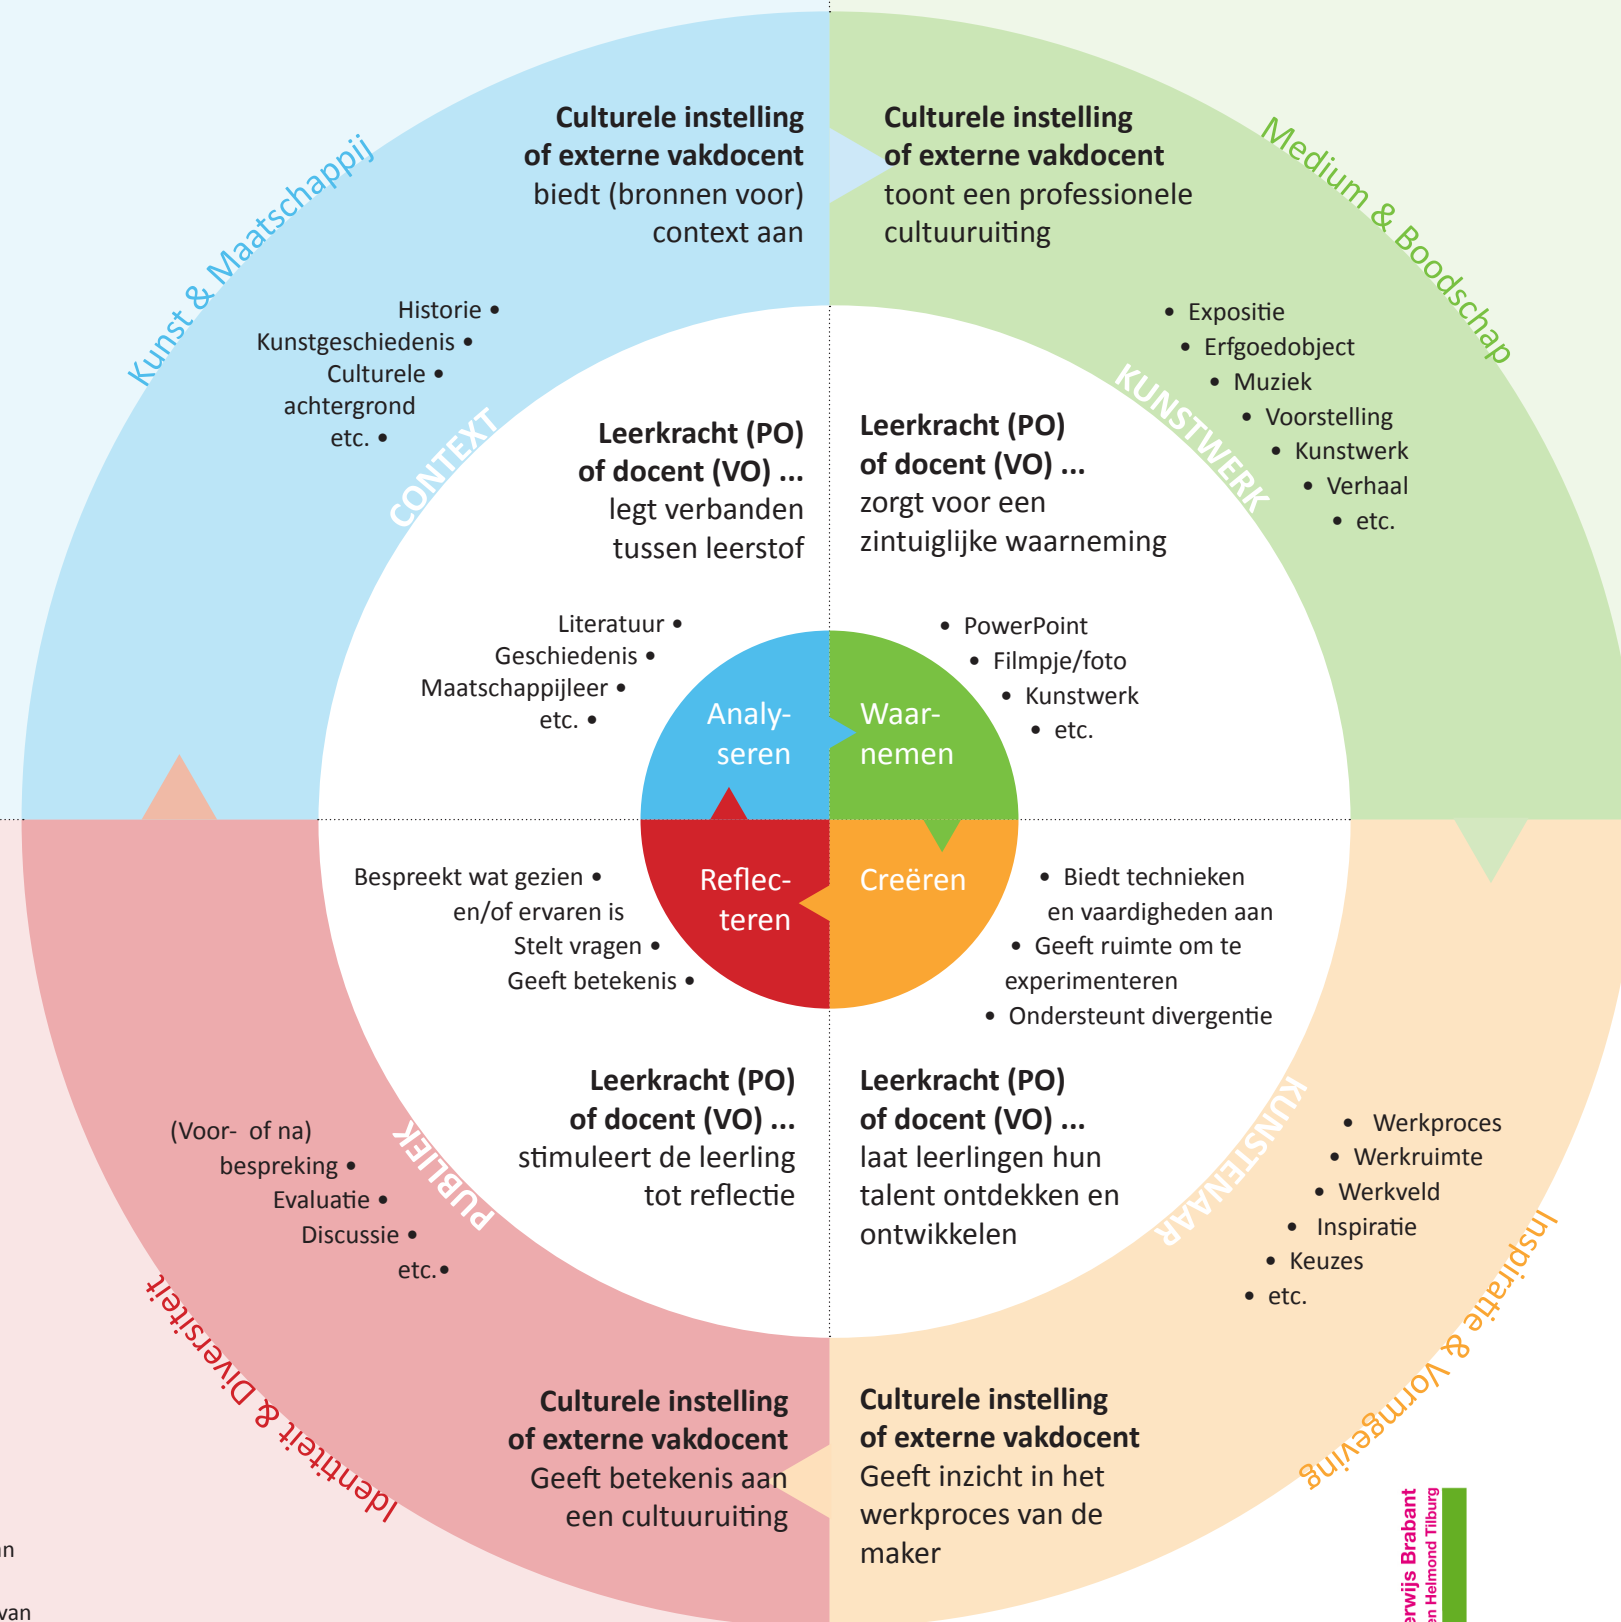 Kunst & Maatschappij
Culturele instelling
of externe vakdocent
biedt (bronnen voor)
context aan
Historie •
Kunstgeschiedenis •
Culturele •
achtergrond
etc. •
CONTEXT
Leerkracht (PO)
of docent (VO) ...
legt verbanden
tussen leerstof
Literatuur •
Geschiedenis •
Maatschappijleer •
etc. •
Analy-
seren
Medium & Boodschap
Culturele instelling
of externe vakdocent
toont een professionele
cultuuruiting
• Expositie
• Erfgoedobject
• Muziek
• Voorstelling
• Kunstwerk
• Verhaal
• etc.
KUNSTWERK
Leerkracht (PO)
of docent (VO) ...
zorgt voor een
zintuiglijke waarneming
• PowerPoint
• Filmpje/foto
• Kunstwerk
• etc.
Waar-
nemen
Reflec-
teren
Bespreekt wat gezien •
en/of ervaren is
Stelt vragen •
Geeft betekenis •
Leerkracht (PO)
of docent (VO) ...
stimuleert de leerling
tot reflectie
PUBLIEK
(Voor- of na)
bespreking •
Evaluatie •
Discussie •
etc.•
Identiteit & Diversiteit
Culturele instelling
of externe vakdocent
Geeft betekenis aan
een cultuuruiting
Creëren
• Biedt technieken
en vaardigheden aan
• Geeft ruimte om te
experimenteren
• Ondersteunt divergentie
Leerkracht (PO)
of docent (VO) ...
laat leerlingen hun
talent ontdekken en
ontwikkelen
KUNSTENAAR
• Werkproces
• Werkruimte
• Werkveld
• Inspiratie
• Keuzes
• etc.
Inspiratie & Vormgeving
Culturele instelling
of externe vakdocent
Geeft inzicht in het
werkproces van de
maker
van
erwijs Brabant
en Helmond Tilburg